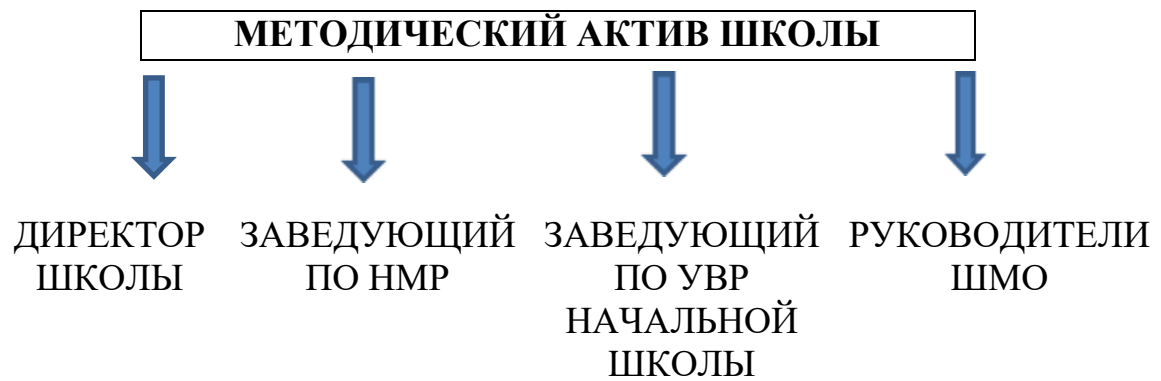 МЕТОДИЧЕСКИЙ АКТИВ ШКОЛЫ
ДИРЕКТОР
ШКОЛЫ
ЗАВЕДУЮЩИЙ
ПО НМР
ЗАВЕДУЮЩИЙ
ПО УВР
НАЧАЛЬНОЙ
ШКОЛЫ
РУКОВОДИТЕЛИ
ШМО